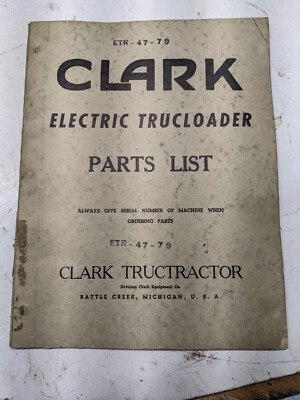 ETR-47-79
CLARK
ELECTRIC TRUCLOADER
PARTS LIST
ALWAYS GIVE SERIAL NUMBER OF MACHINE WHEN
ORDERING PARTS
ETR-47-79
CLARK TRUCTRACTOR
Division Clark Equipment Co.
BATTLE CREEK, MICHIGAN, U. S. A.